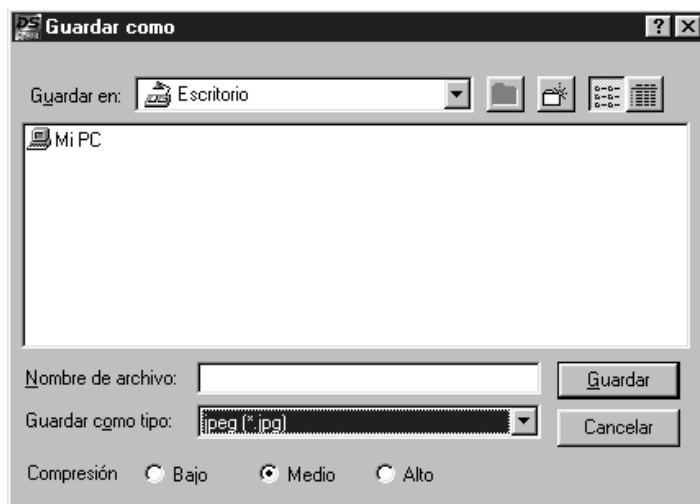 Guardar como
Guardar en: Escritorio
Mi PC
Nombre de archivo: Guardar
Guardar como tipo: jpeg (*.jpg) Cancelar
Compresión Bajo Medio Alto